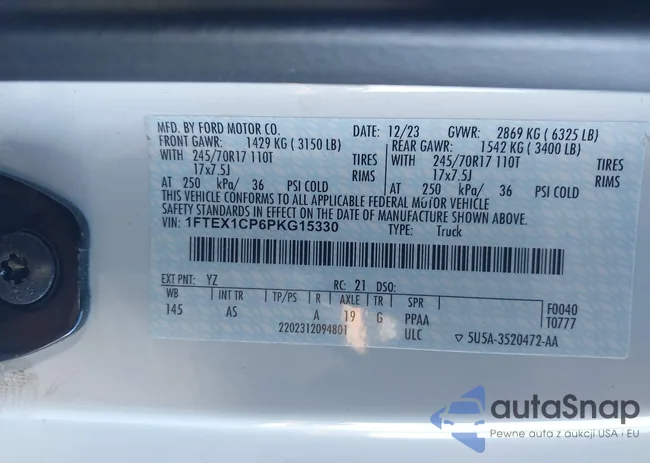 MFD. BY FORD MOTOR CO. DATE: 12/23 GVWR: 2869 KG ( 6325 LB)
FRONT GAWR: 1429 KG ( 3150 LB) REAR GAWR: 1542 KG ( 3400 LB)
WITH 245/70R17 110T TIRES WITH 245/70R17 110T TIRES
17x7.5J RIMS 17x7.5J RIMS
AT 250 kPa/ 36 PSI COLD AT 250 kPa/ 36 PSI COLD
THIS VEHICLE CONFORMS TO ALL APPLICABLE FEDERAL MOTOR VEHICLE
SAFETY STANDARDS IN EFFECT ON THE DATE OF MANUFACTURE SHOWN ABOVE.
VIN: 1FTEX1CP6PKG15330 TYPE: Truck
EXT PNT: YZ RC: 21 DSO:
WB INT TR TP/PS R AXLE TR SPR F0040
145 AS A 19 G PPAA T0777
2202312094801 ULC ▽ 5U5A-3520472-AA
autaSnap
Pewne auta z aukcji USA i EU